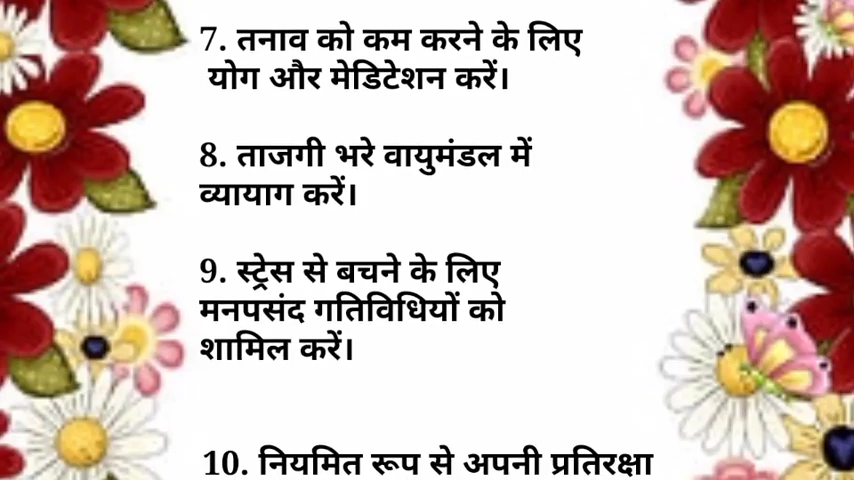 7. तनाव को कम करने के लिए
योग और मेडिटेशन करें।
8. ताजगी भरे वायुमंडल में
व्यायाग करें।
9. स्ट्रेस से बचने के लिए
मनपसंद गतिविधियों को
शामिल करें।
10. नियमित रूप से अपनी प्रतिरक्षा